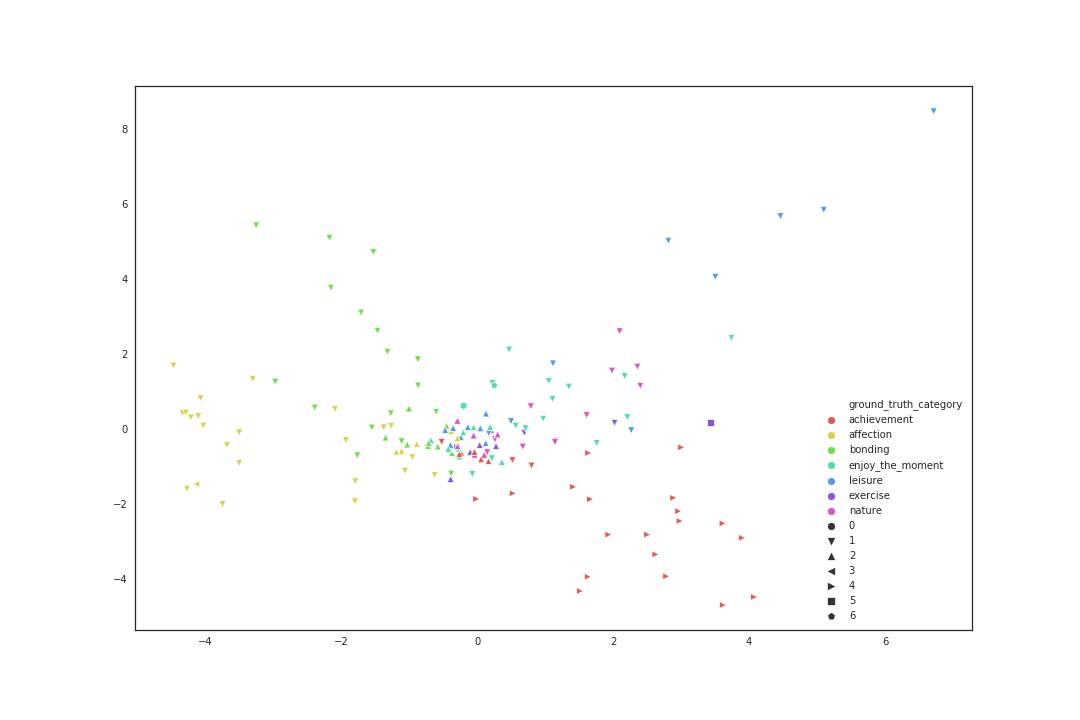 8
6
4
2
0
−2
−4
−4
−2
0
2
4
6
ground_truth_category
achievement
affection
bonding
enjoy_the_moment
leisure
exercise
nature
0
1
2
3
4
5
6